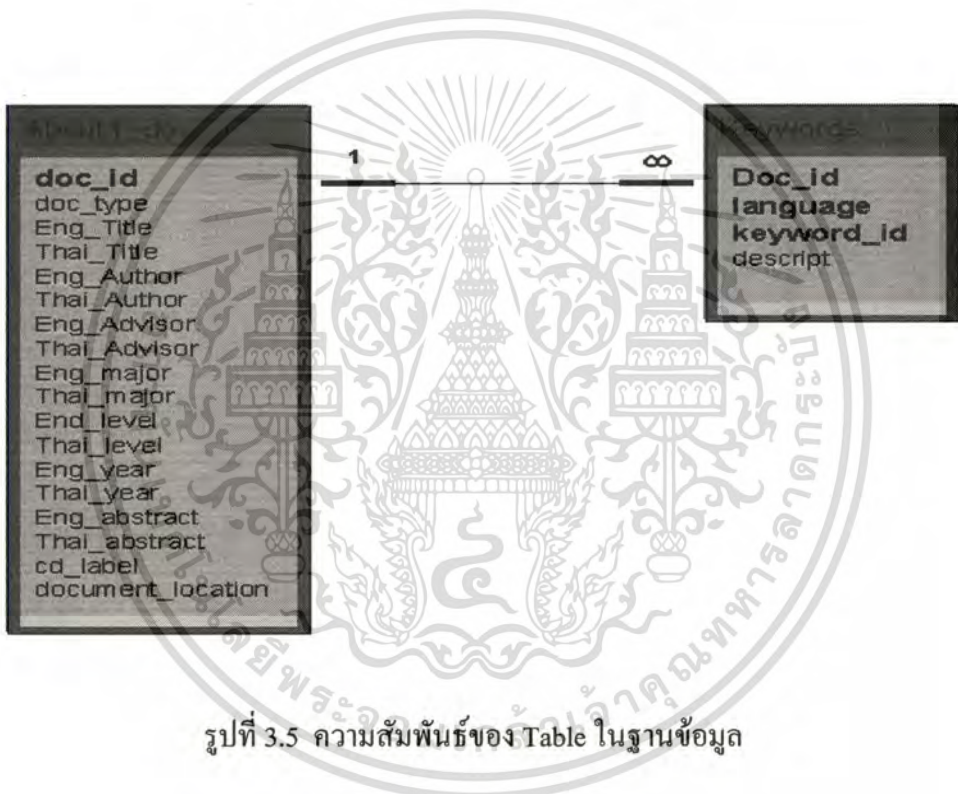 doc_id
doc_type
Eng_Title
Thai_Title
Eng_Author
Thai_Author
Eng_Advisor
Thai_Advisor
Eng_major
Thai_major
End_level
Thai_level
Eng_year
Thai_year
Eng_abstract
Thai_abstract
cd_label
document_location
1
∞
Keywords
Doc_id
language
keyword_id
descript
รูปที่ 3.5 ความสัมพันธ์ของ Table ในฐานข้อมูล